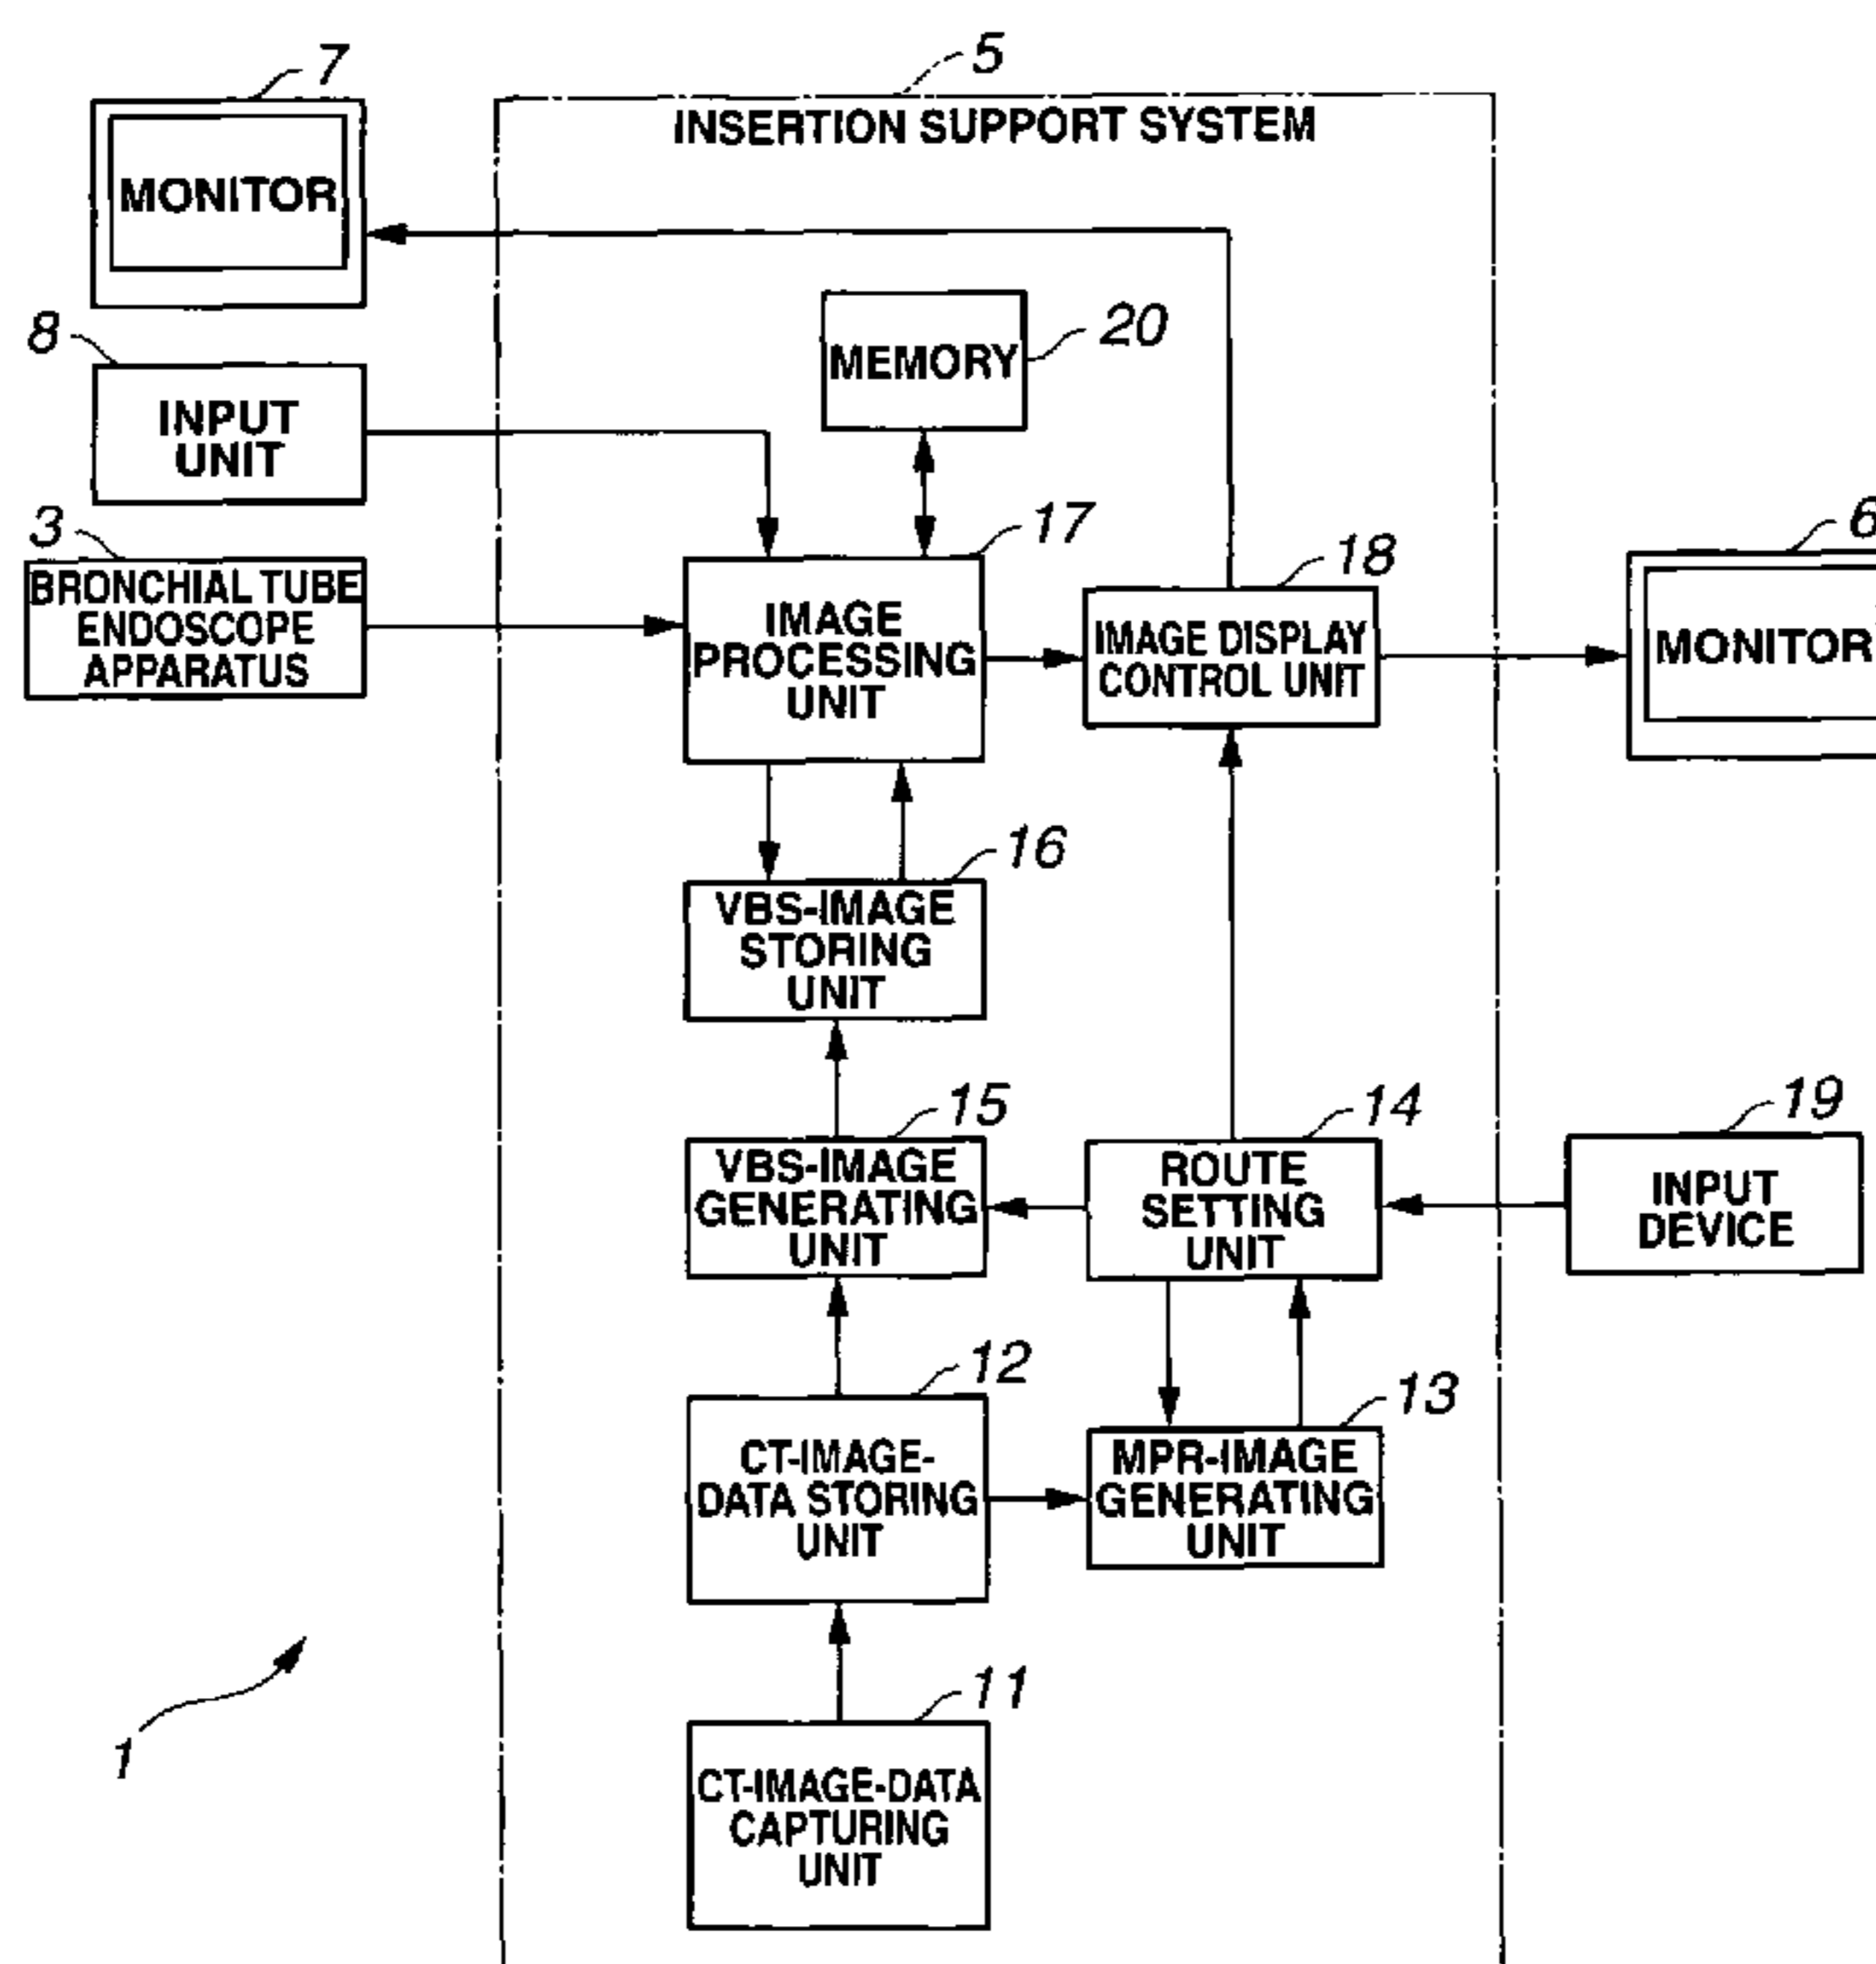 5
7
INSERTION SUPPORT SYSTEM
MONITOR
20
8
MEMORY
INPUT
UNIT
3
17
6
18
BRONCHIAL TUBE
ENDOSCOPE
APPARATUS
IMAGE
PROCESSING
UNIT
IMAGE DISPLAY
CONTROL UNIT
MONITOR
16
VBS-IMAGE
STORING
UNIT
15
14
19
VBS-IMAGE
GENERATING
UNIT
ROUTE
SETTING
UNIT
INPUT
DEVICE
12
13
CT-IMAGE-
DATA STORING
UNIT
MPR-IMAGE
GENERATING
UNIT
11
1
CT-IMAGE-DATA
CAPTURING
UNIT